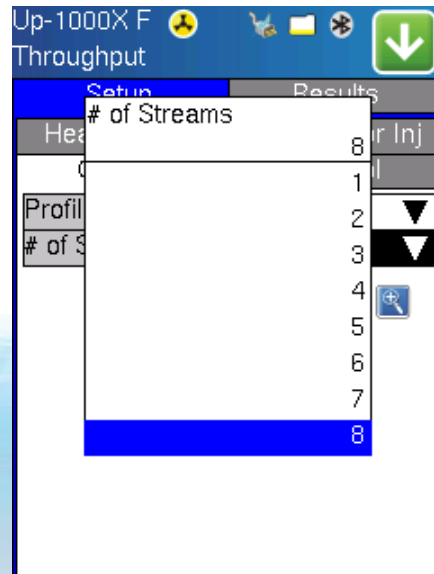 Up-1000X F
Throughput
Setup Results
# of Streams
8
1
2
3
4
5
6
7
8
Inj
Profil
# of S